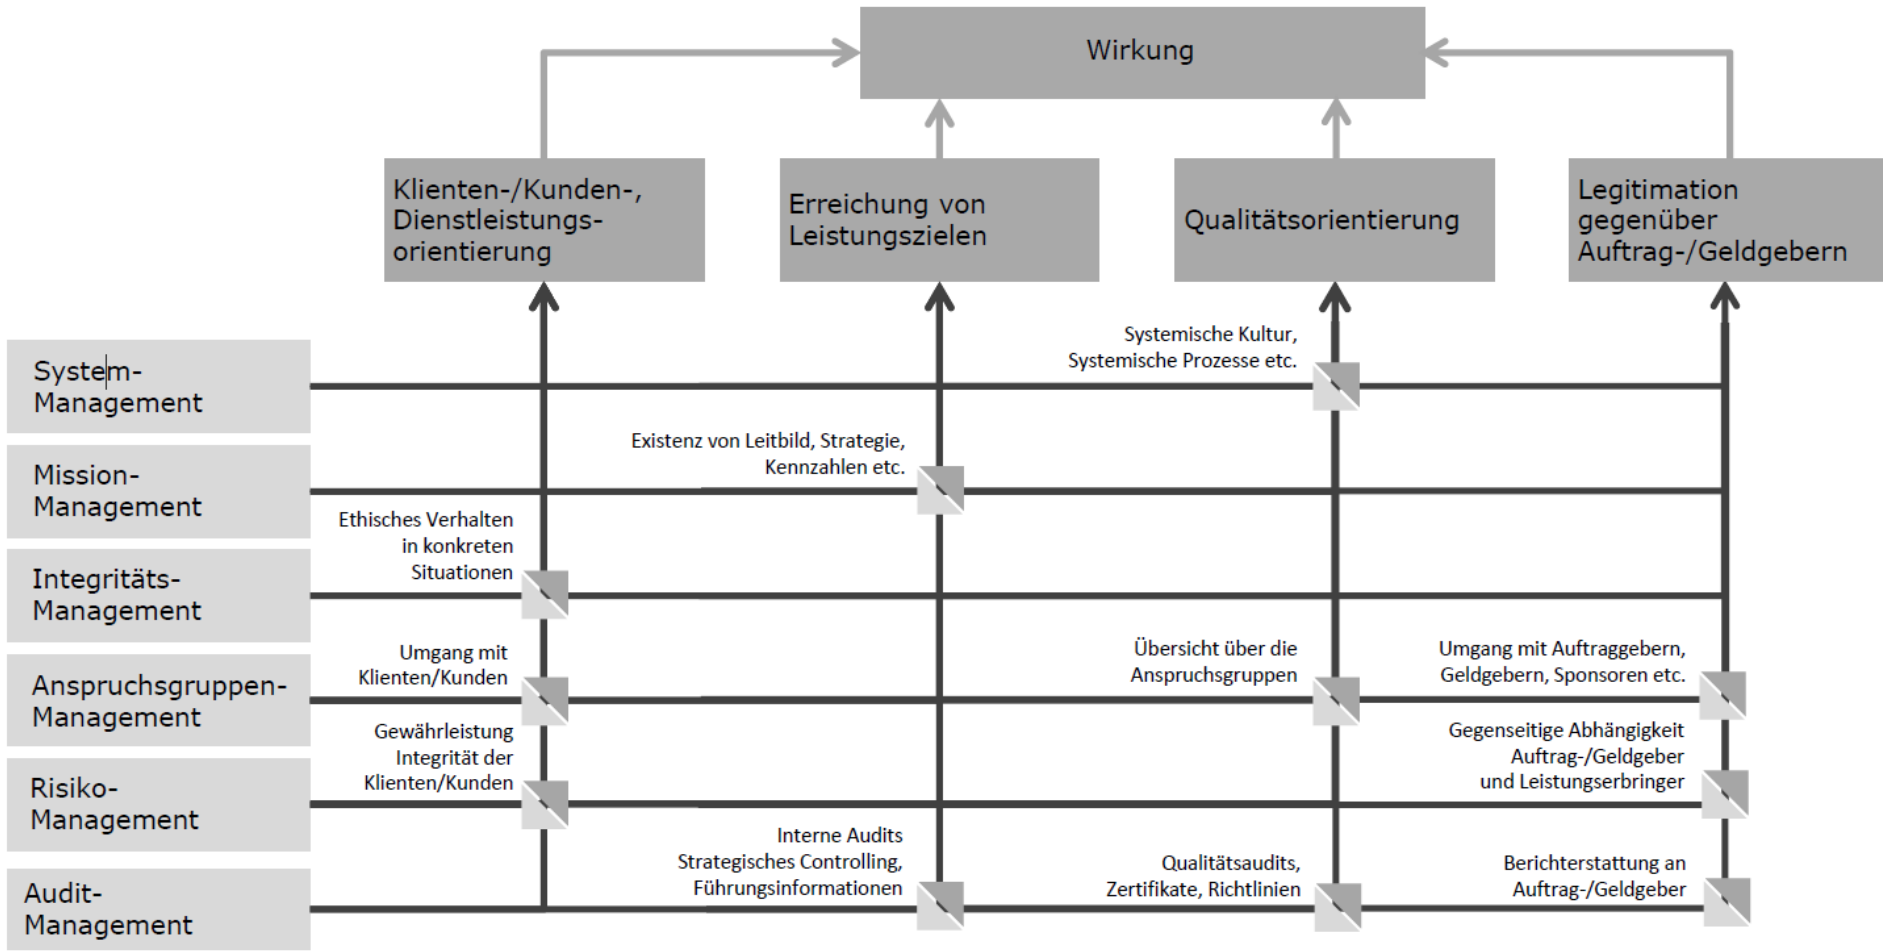 Wirkung
Klienten-/Kunden-,
Dienstleistungs-
orientierung
Erreichung von
Leistungszielen
Qualitätsorientierung
Legitimation
gegenüber
Auftrag-/Geldgebern
System-
Management
Systemische Kultur,
Systemische Prozesse etc.
Mission-
Management
Existenz von Leitbild, Strategie,
Kennzahlen etc.
Integritäts-
Management
Ethisches Verhalten
in konkreten
Situationen
Anspruchsgruppen-
Management
Umgang mit
Klienten/Kunden
Übersicht über die
Anspruchsgruppen
Umgang mit Auftraggebern,
Geldgebern, Sponsoren etc.
Risiko-
Management
Gewährleistung
Integrität der
Klienten/Kunden
Gegenseitige Abhängigkeit
Auftrag-/Geldgeber
und Leistungserbringer
Audit-
Management
Interne Audits
Strategisches Controlling,
Führungsinformationen
Qualitätsaudits,
Zertifikate, Richtlinien
Berichterstattung an
Auftrag-/Geldgeber